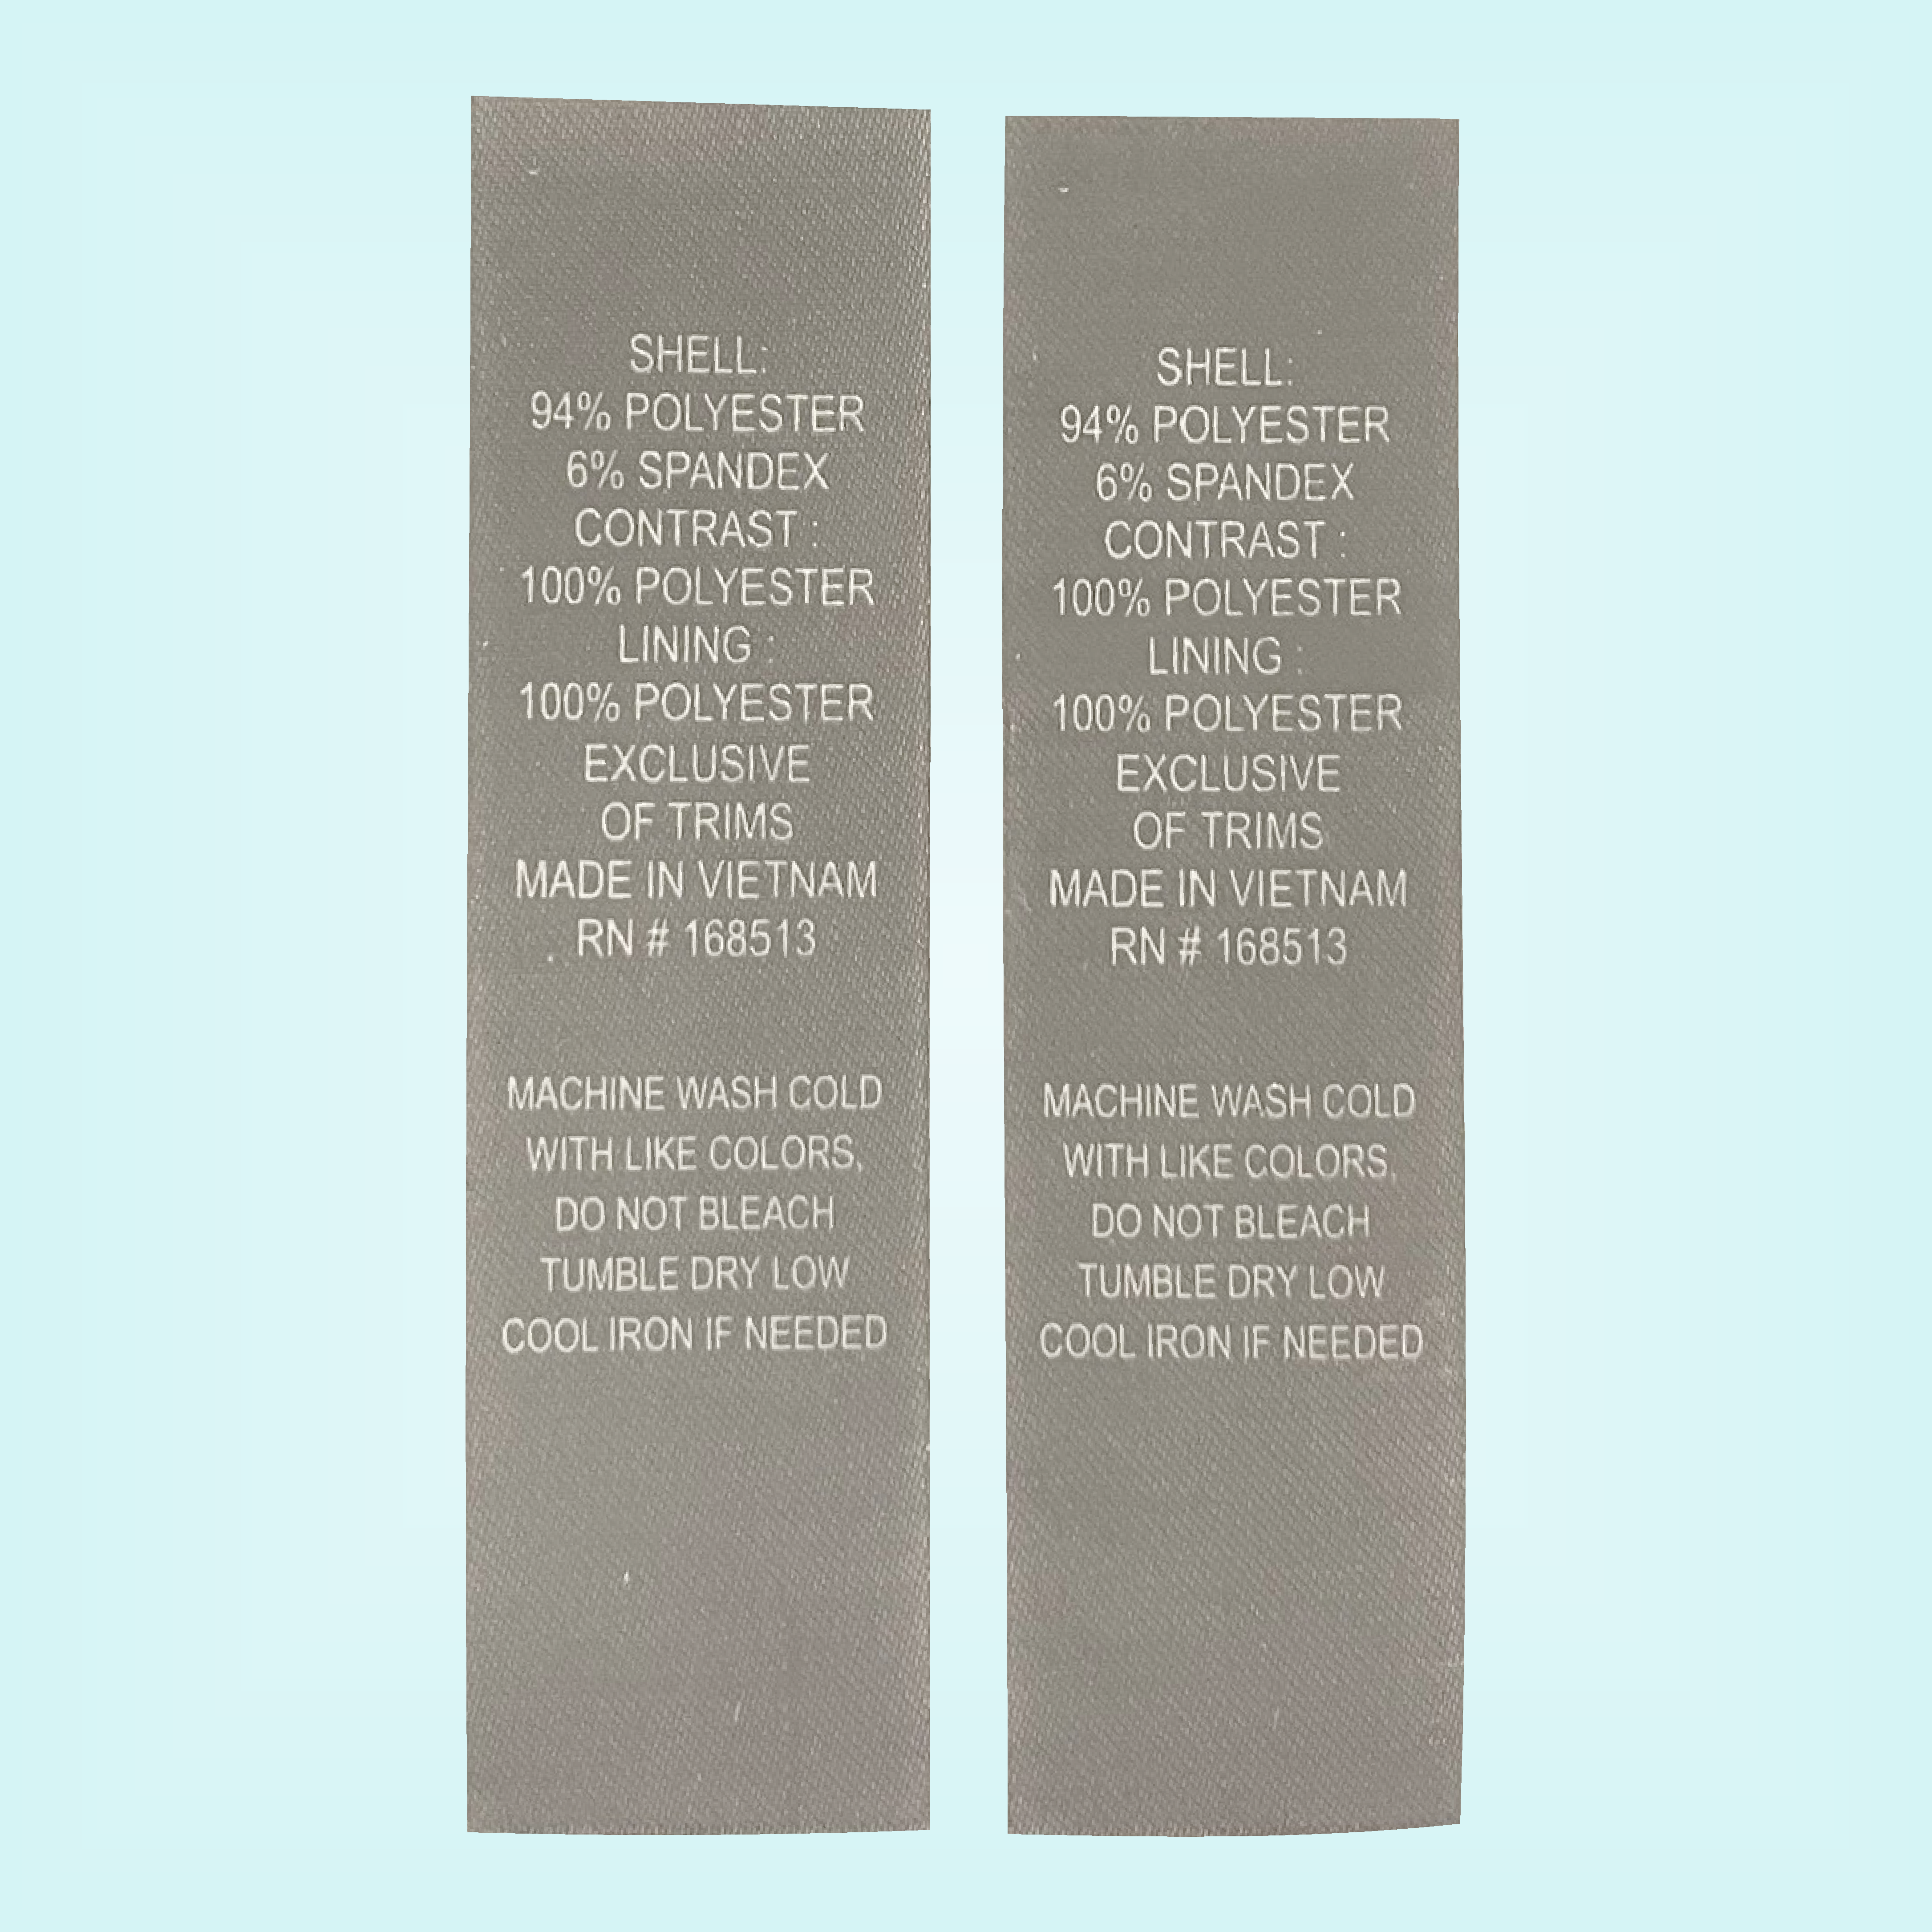 SHELL:
94% POLYESTER
6% SPANDEX
CONTRAST :
100% POLYESTER
LINING :
100% POLYESTER
EXCLUSIVE
OF TRIMS
MADE IN VIETNAM
RN # 168513
MACHINE WASH COLD
WITH LIKE COLORS,
DO NOT BLEACH
TUMBLE DRY LOW
COOL IRON IF NEEDED
SHELL:
94% POLYESTER
6% SPANDEX
CONTRAST :
100% POLYESTER
LINING :
100% POLYESTER
EXCLUSIVE
OF TRIMS
MADE IN VIETNAM
RN # 168513
MACHINE WASH COLD
WITH LIKE COLORS,
DO NOT BLEACH
TUMBLE DRY LOW
COOL IRON IF NEEDED